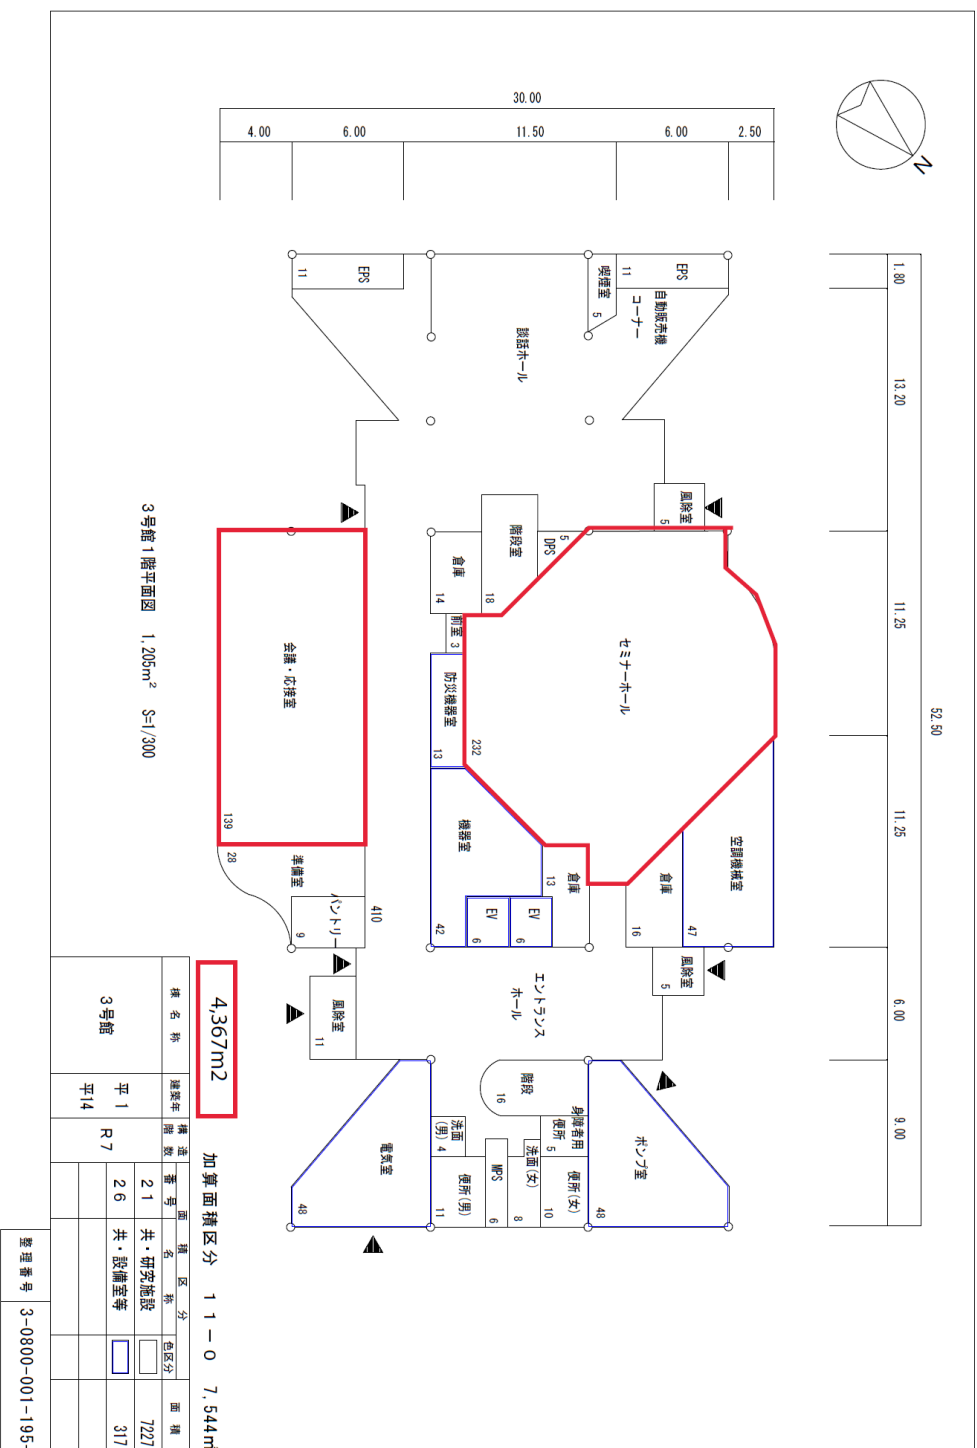 30.00
4.00
6.00
11.50
6.00
2.50
N
52.50
1.80
13.20
11.25
11.25
6.00
9.00
EPS
11
談話ホール
喫煙室
5
EPS
11
自動販売機
コーナー
風除室
5
階段室
18
DPS
5
倉庫
14
前室
3
防災機器室
13
セミナーホール
232
会議・応接室
139
機器室
42
倉庫
13
EV
6
EV
6
倉庫
16
空調機械室
47
準備室
28
パントリー
9
410
風除室
5
風除室
11
エントランス
ホール
階段
16
電気室
48
洗面
(男)
4
便所(男)
11
MPS
6
洗面(女)
8
身障者用
便所
5
便所(女)
10
ポンプ室
48
3号館1階平面図 1,205m² S=1/300
4,367m2
加算面積区分 11-0 7,544m
棟名称
建築年
構造
階数
面積区分
番号
名称
色区分
面積
3号館
平1
平14
R7
21
共・研究施設
7227
26
共・設備室等
317
整理番号
3-0800-001-195-